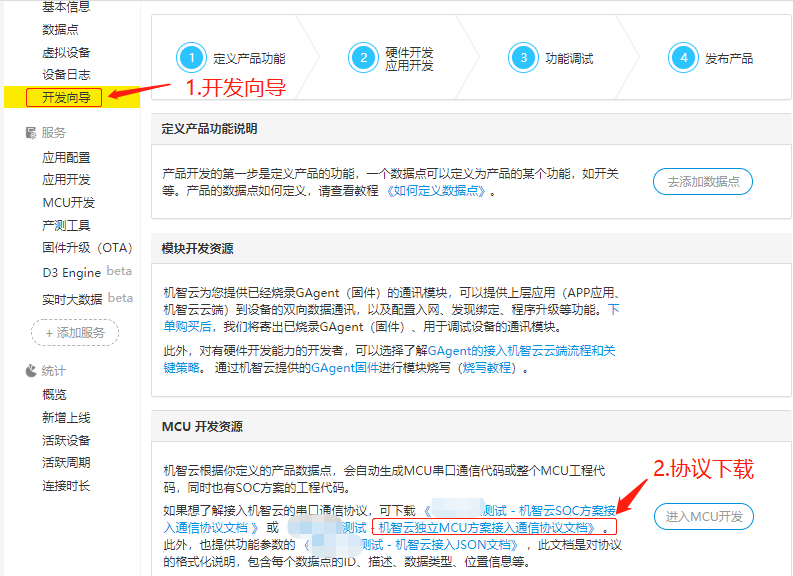 基本信息
数据点
虚拟设备
设备日志
开发向导
服务
应用配置
应用开发
MCU开发
产测工具
固件升级（OTA）
D3 Engine beta
实时大数据 beta
+ 添加服务
统计
概览
新增上线
活跃设备
活跃周期
连接时长
1.开发向导
1 定义产品功能
2 硬件开发
应用开发
3 功能调试
4 发布产品
定义产品功能说明
产品开发的第一步是定义产品的功能，一个数据点可以定义为产品的某个功能，如开关
等。产品的数据点如何定义，请查看教程 《如何定义数据点》。
去添加数据点
模块开发资源
机智云为您提供已经烧录GAgent（固件）的通讯模块，可以提供上层应用（APP应用、
机智云云端）到设备的双向数据通讯，以及配置入网、发现绑定、程序升级等功能。下
单购买后，我们将寄出已烧录GAgent（固件）、用于调试设备的通讯模块。
此外，对有硬件开发能力的开发者，可以选择了解GAgent的接入机智云云端流程和关
键策略。 通过机智云提供的GAgent固件进行模块烧写（烧写教程）。
MCU 开发资源
2.协议下载
机智云根据你定义的产品数据点，会自动生成MCU串口通信代码或整个MCU工程代
码，同时也有SOC方案的工程代码。
如果想了解接入机智云的串口通信协议，可下载 《测试 - 机智云SOC方案接
入通信协议文档 》 或 测试 - 机智云独立MCU方案接入通信协议文档》 。
此外，也提供功能参数的 《测试 - 机智云接入JSON文档》 ，此文档是对协议
的格式化说明，包含每个数据点的ID、描述、数据类型、位置信息等。
进入MCU开发